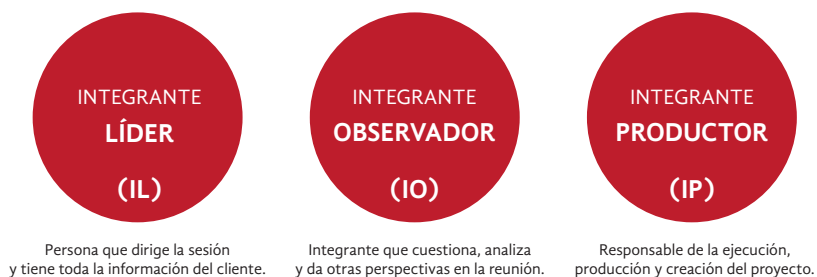 INTEGRANTE
LÍDER
(IL)
Persona que dirige la sesión
y tiene toda la información del cliente.
INTEGRANTE
OBSERVADOR
(IO)
Integrante que cuestiona, analiza
y da otras perspectivas en la reunión.
INTEGRANTE
PRODUCTOR
(IP)
Responsable de la ejecución,
producción y creación del proyecto.